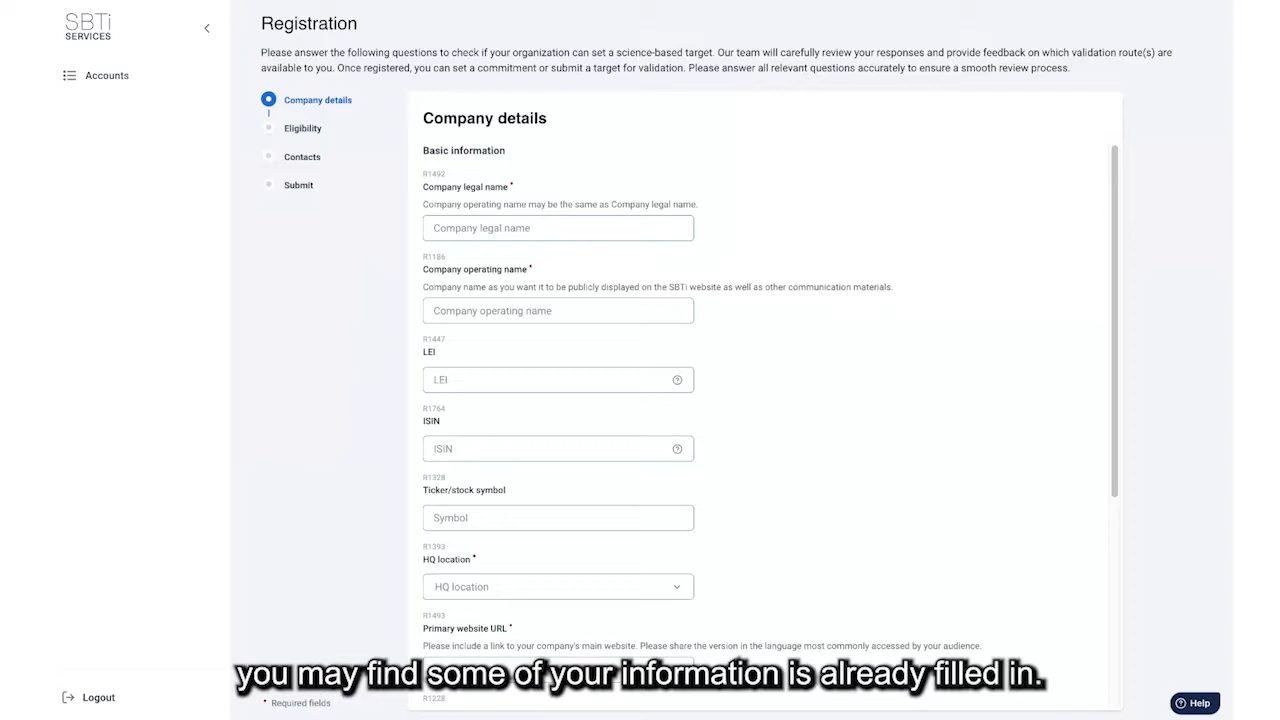 SBTi
SERVICES
Accounts
Logout
Registration
Please answer the following questions to check if your organization can set a science-based target. Our team will carefully review your responses and provide feedback on which validation route(s) are
available to you. Once registered, you can set a commitment or submit a target for validation. Please answer all relevant questions accurately to ensure a smooth review process.
Company details
Eligibility
Contacts
Submit
Company details
Basic information
R1492
Company legal name *
Company operating name may be the same as Company legal name.
Company legal name
R1186
Company operating name *
Company name as you want it to be publicly displayed on the SBTi website as well as other communication materials.
Company operating name
R1447
LEI
LEI
R1764
ISIN
ISIN
R1328
Ticker/stock symbol
Symbol
R1393
HQ location *
HQ location
R1493
Primary website URL *
Please include a link to your company's main website. Please share the version in the language most commonly accessed by your audience.
you may find some of your information is already filled in.
R1228
* Required fields
Help